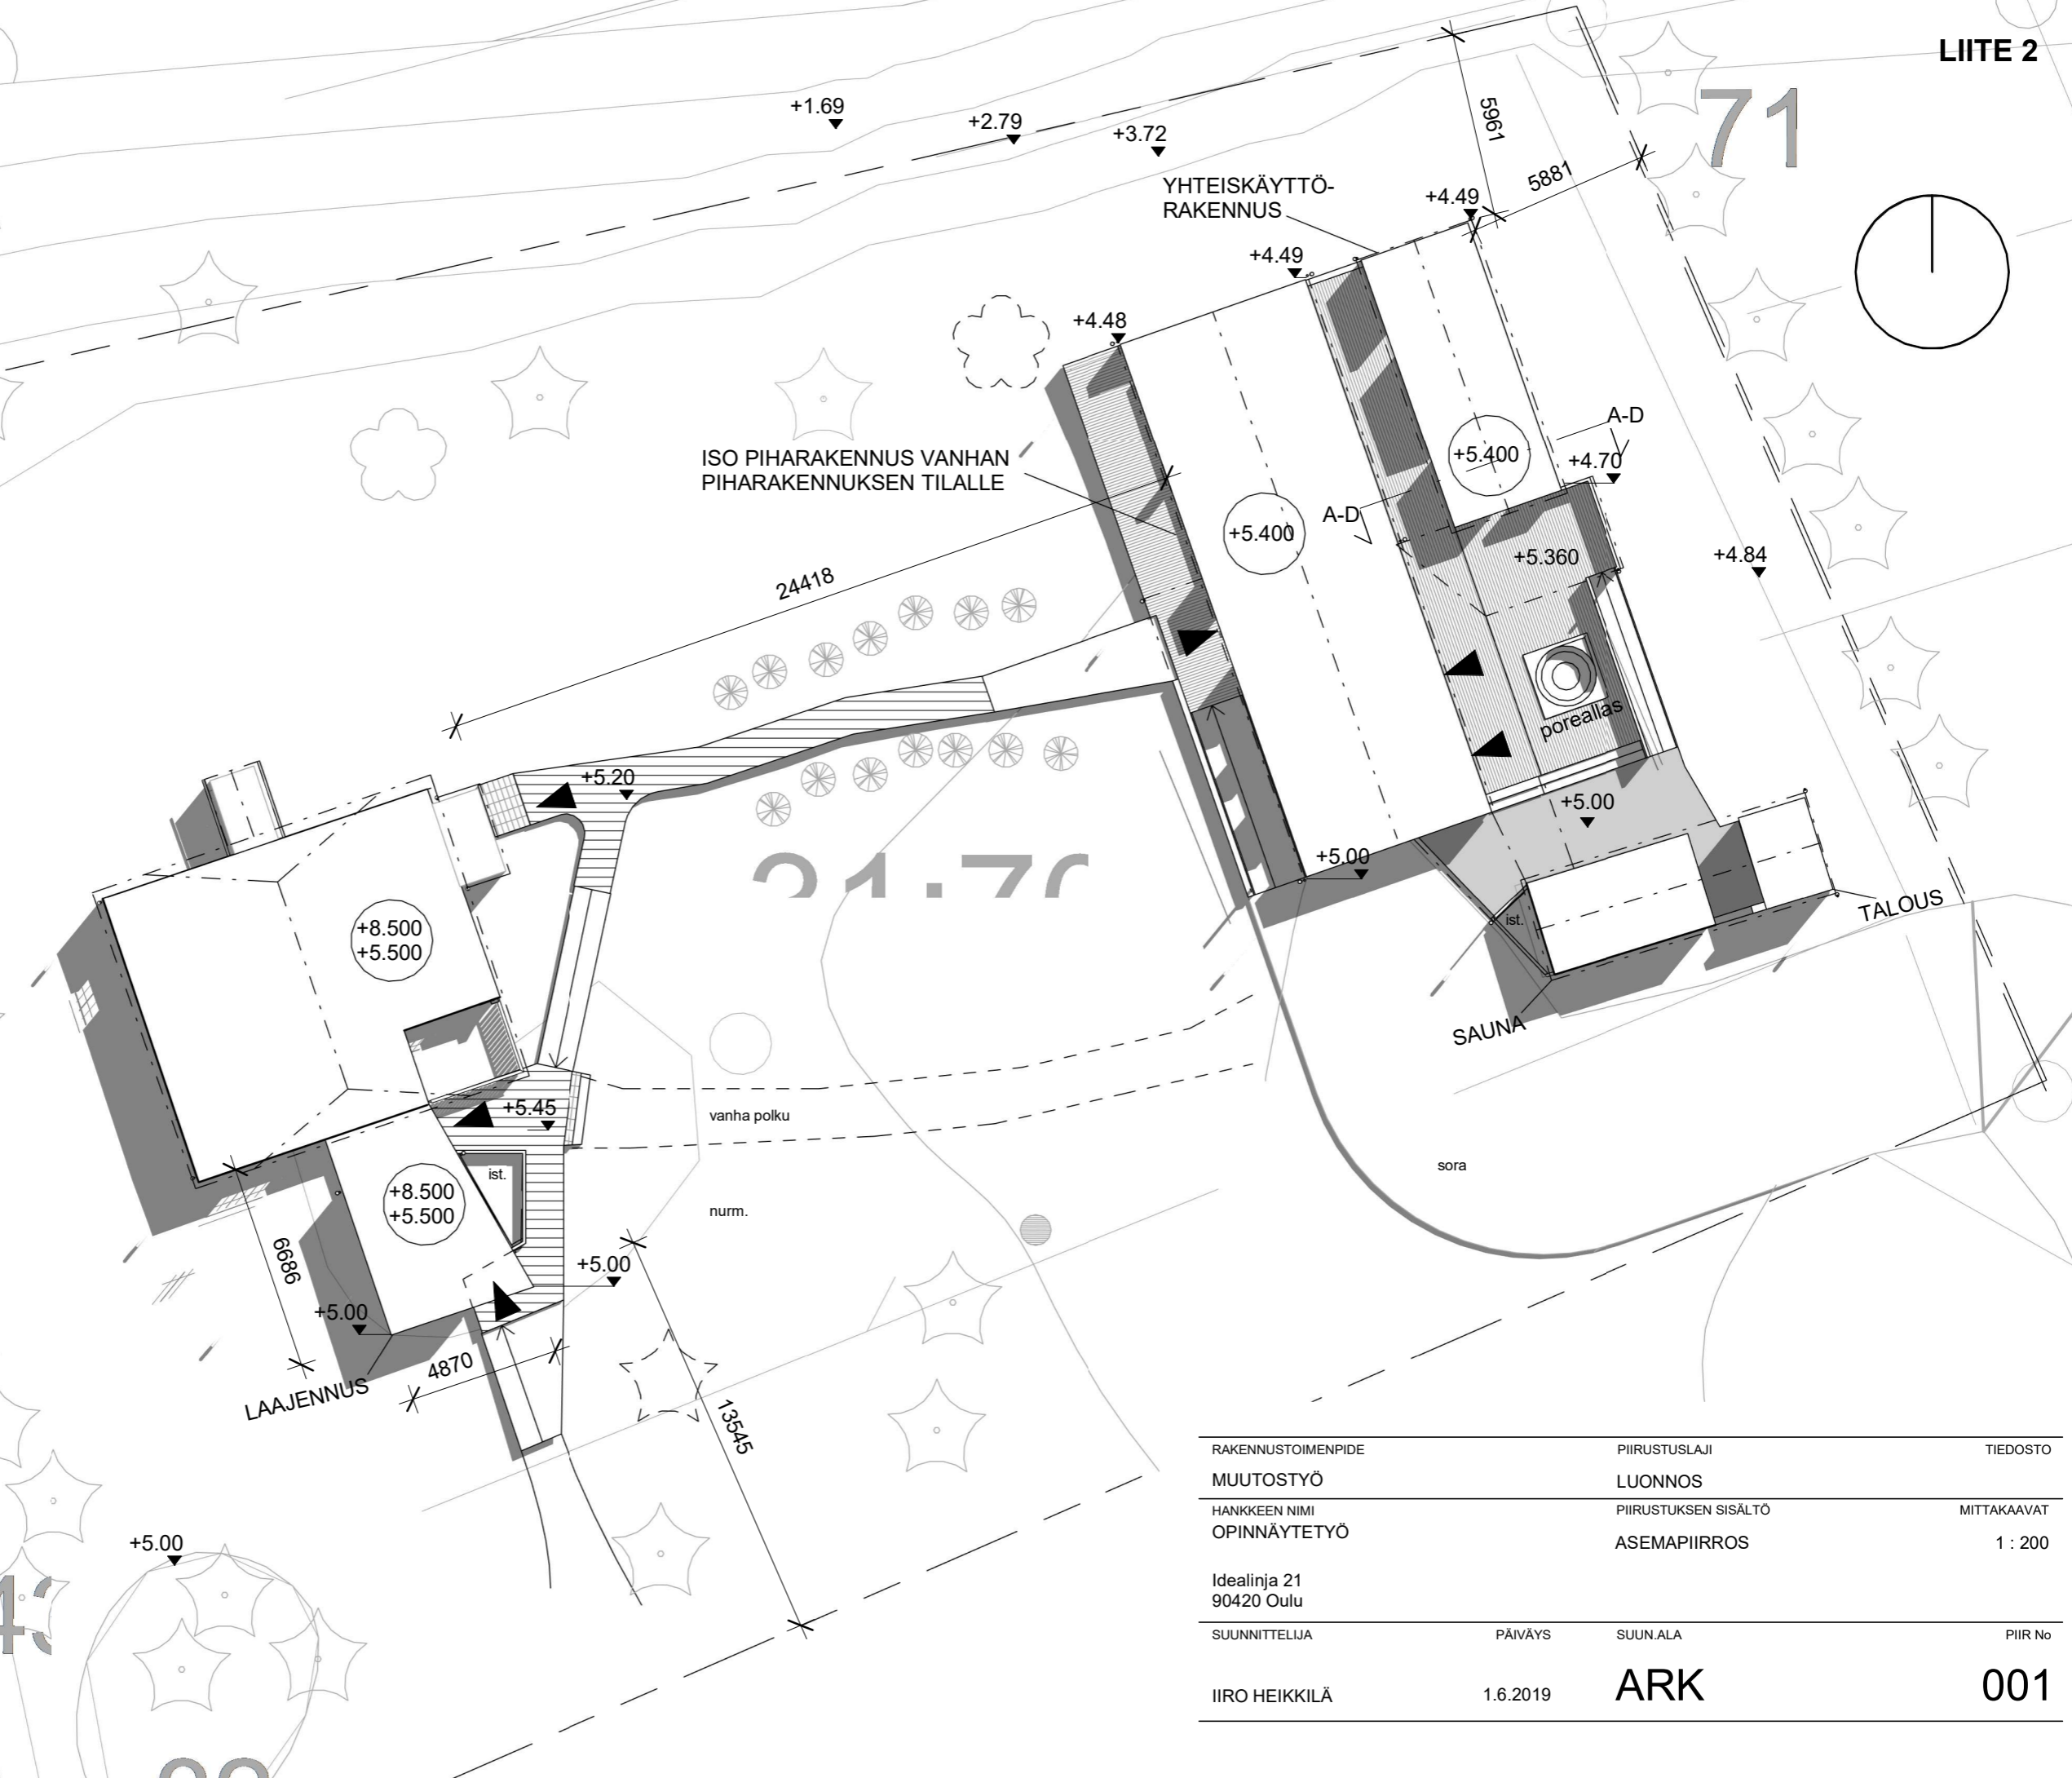 LIITE 2
71
+1.69
+2.79
+3.72
5961
5881
YHTEISKÄYTTÖ-
RAKENNUS
+4.49
+4.49
+4.48
ISO PIHARAKENNUS VANHAN
PIHARAKENNUKSEN TILALLE
A-D
+5.400
+4.70
A-D
+5.400
+5.360
+4.84
24418
poreallas
+5.20
+5.00
+5.00
ist.
TALOUS
SAUNA
+8.500
+5.500
+5.45
vanha polku
ist.
nurm.
sora
+8.500
+5.500
6686
+5.00
+5.00
4870
LAAJENNUS
13545
+5.00
RAKENNUSTOIMENPIDE PIIRUSTUSLAJI TIEDOSTO
MUUTOSTYÖ LUONNOS
HANKKEEN NIMI PIIRUSTUKSEN SISÄLTÖ MITTAKAAVAT
OPINNÄYTETYÖ ASEMAPIIRROS 1 : 200
Idealinja 21
90420 Oulu
SUUNNITTELIJA PÄIVÄYS SUUN.ALA PIIR No
IIRO HEIKKILÄ 1.6.2019 ARK 001